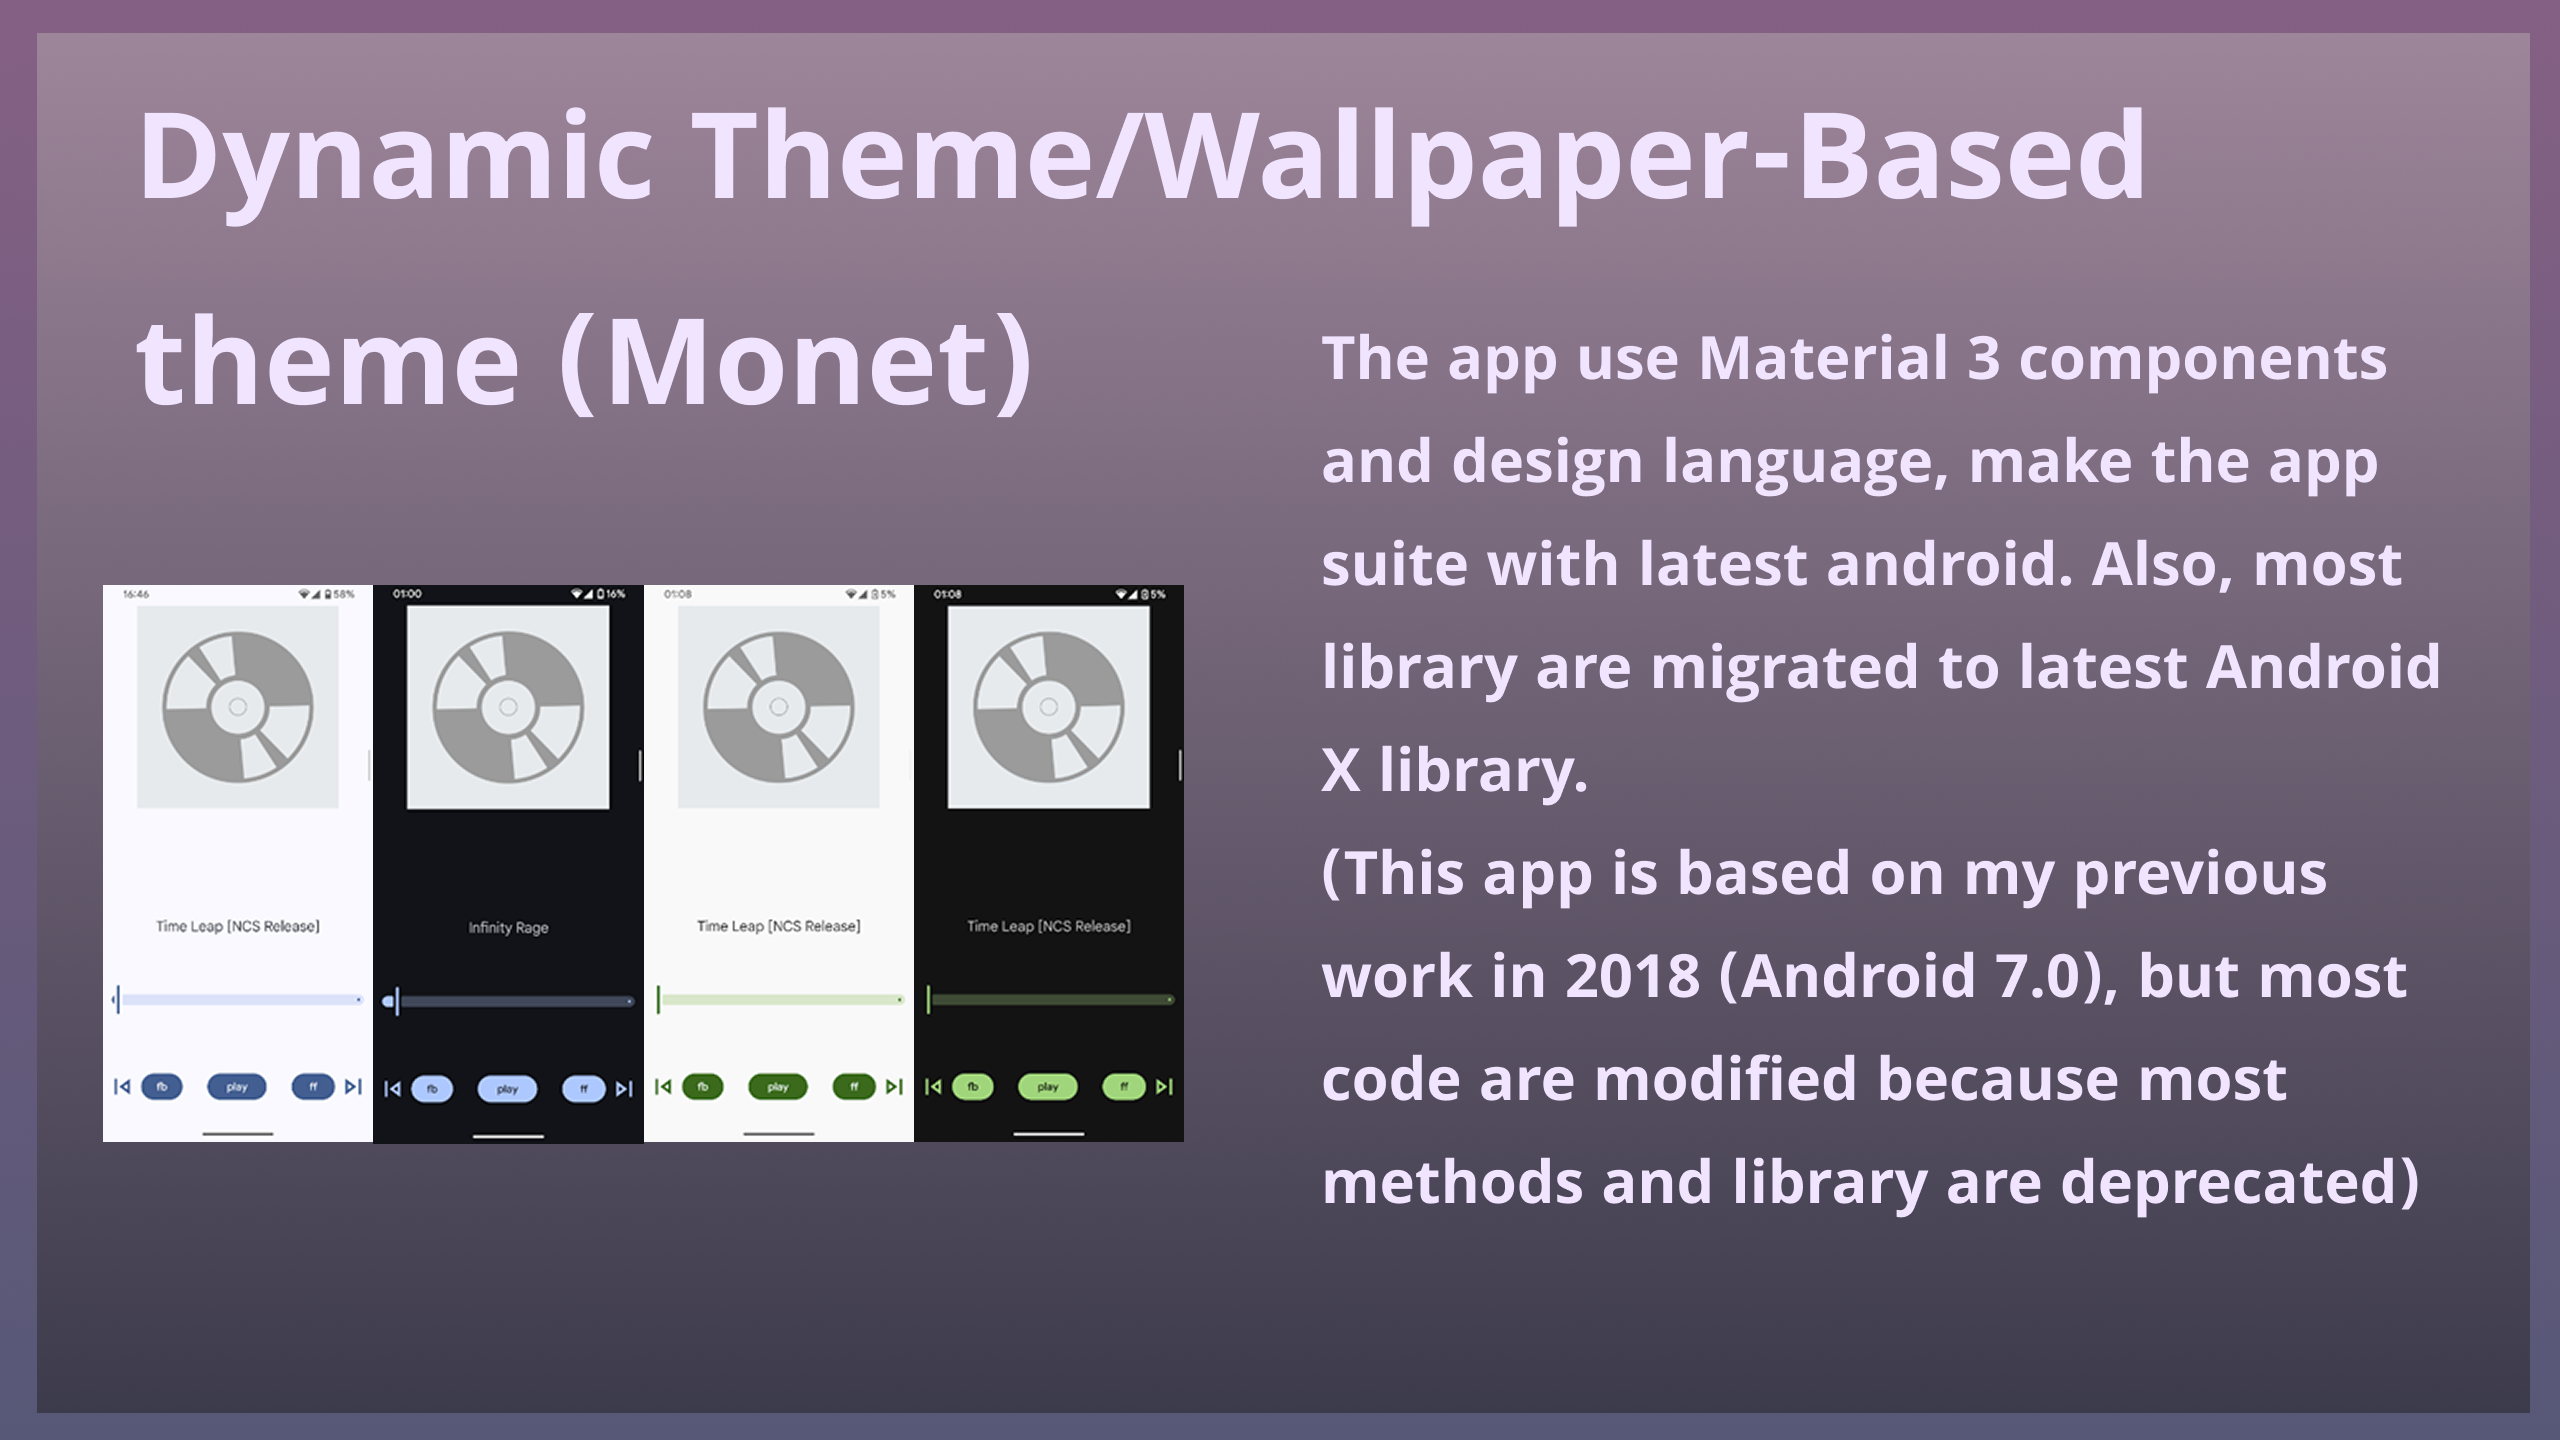 Dynamic Theme/Wallpaper-Based
theme (Monet)
The app use Material 3 components
and design language, make the app
suite with latest android. Also, most
library are migrated to latest Android
X library.
(This app is based on my previous
work in 2018 (Android 7.0), but most
code are modified because most
methods and library are deprecated)
16:46 58%
Time Leap [NCS Release]
fb play ff
01:00 16%
Infinity Rage
fb play ff
01:08 5%
Time Leap [NCS Release]
fb play ff
01:08 5%
Time Leap [NCS Release]
fb play ff